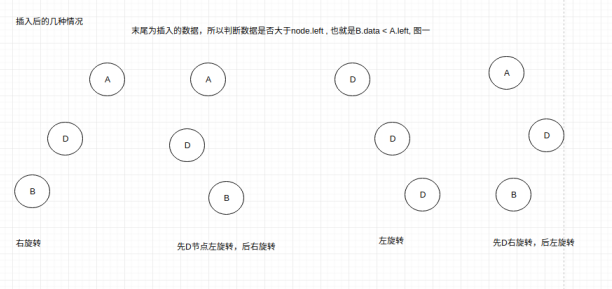 插入后的几种情况
末尾为插入的数据，所以判断数据是否大于node.left , 也就是B.data < A.left, 图一
A A D A
D D D D
B B D B
右旋转 先D节点左旋转，后右旋转 左旋转 先D右旋转，后左旋转